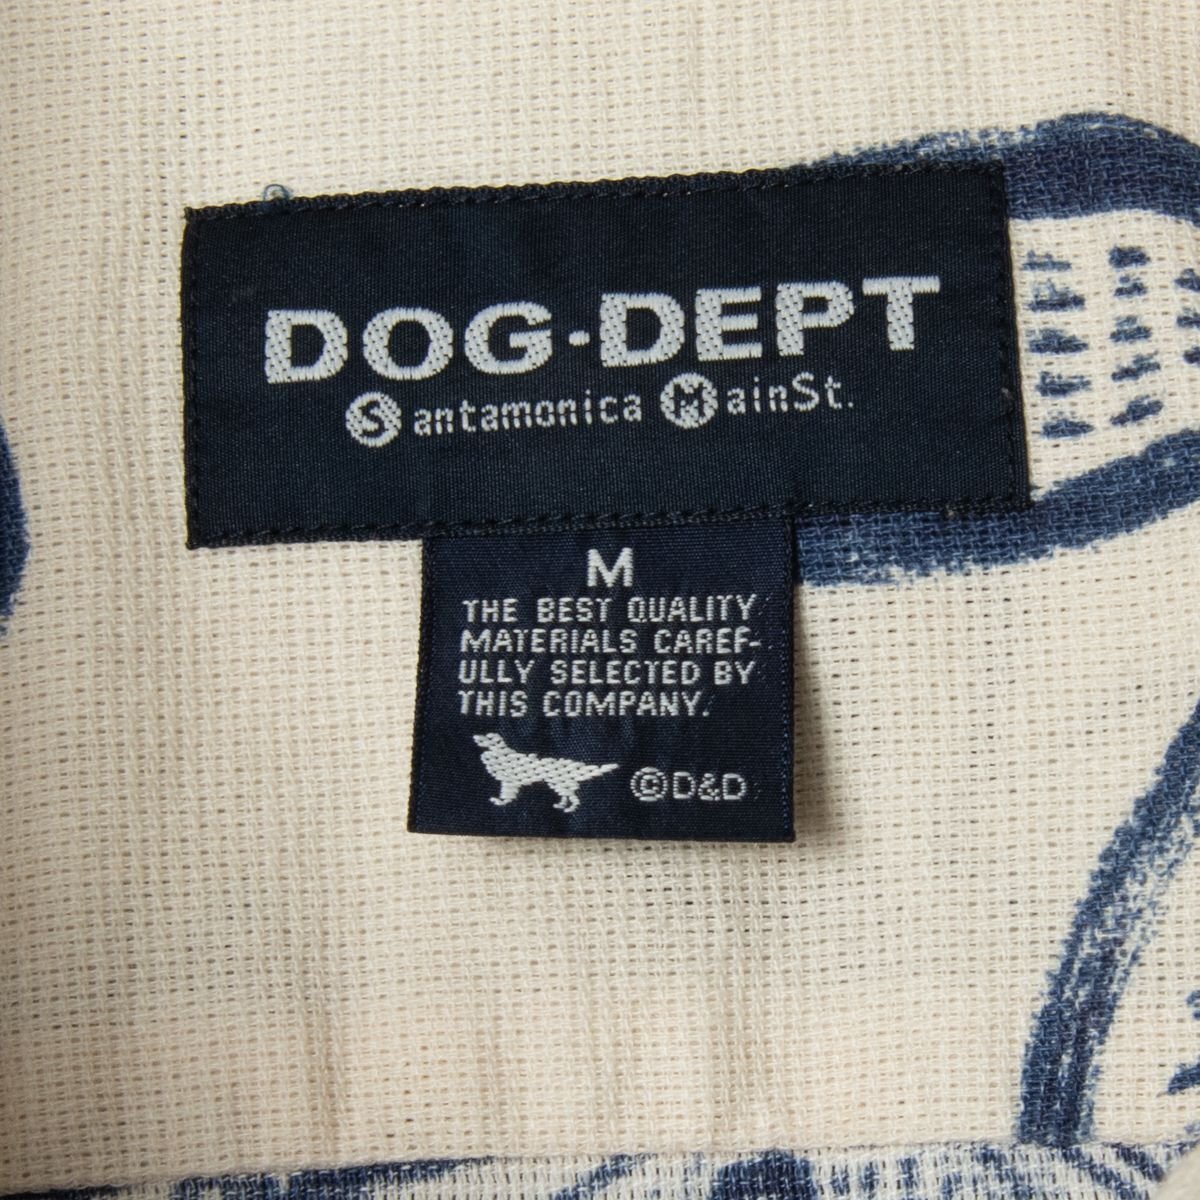 DOG·DEPT
Santamonica MainSt.
M
THE BEST QUALITY
MATERIALS CAREF-
ULLY SELECTED BY
THIS COMPANY.
©D&D